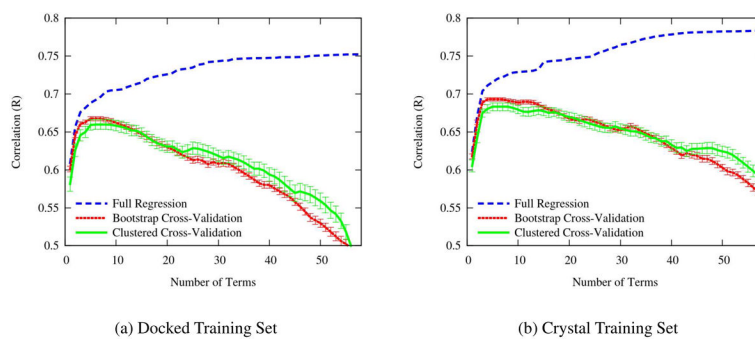 0.8
0.75
0.7
0.65
0.6
0.55
0.5
Correlation (R)
Full Regression
Bootstrap Cross-Validation
Clustered Cross-Validation
10 20 30 40 50
Number of Terms
(a) Docked Training Set
0.8
0.75
0.7
0.65
0.6
0.55
0.5
Correlation (R)
Full Regression
Bootstrap Cross-Validation
Clustered Cross-Validation
0 10 20 30 40 50
Number of Terms
(b) Crystal Training Set